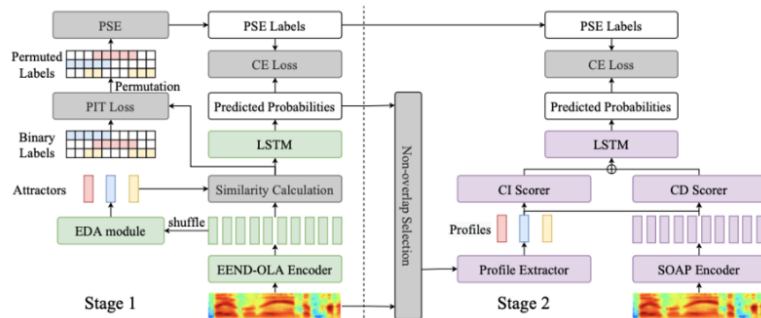 PSE
PSE Labels
PSE Labels
Permuted
Labels
CE Loss
CE Loss
Permutation
PIT Loss
Predicted Probabilities
Predicted Probabilities
Binary
Labels
LSTM
LSTM
Non-overlap Selection
Attractors
Similarity Calculation
CI Scorer
CD Scorer
EDA module
shuffle
Profiles
EEND-OLA Encoder
Profile Extractor
SOAP Encoder
Stage 1
Stage 2